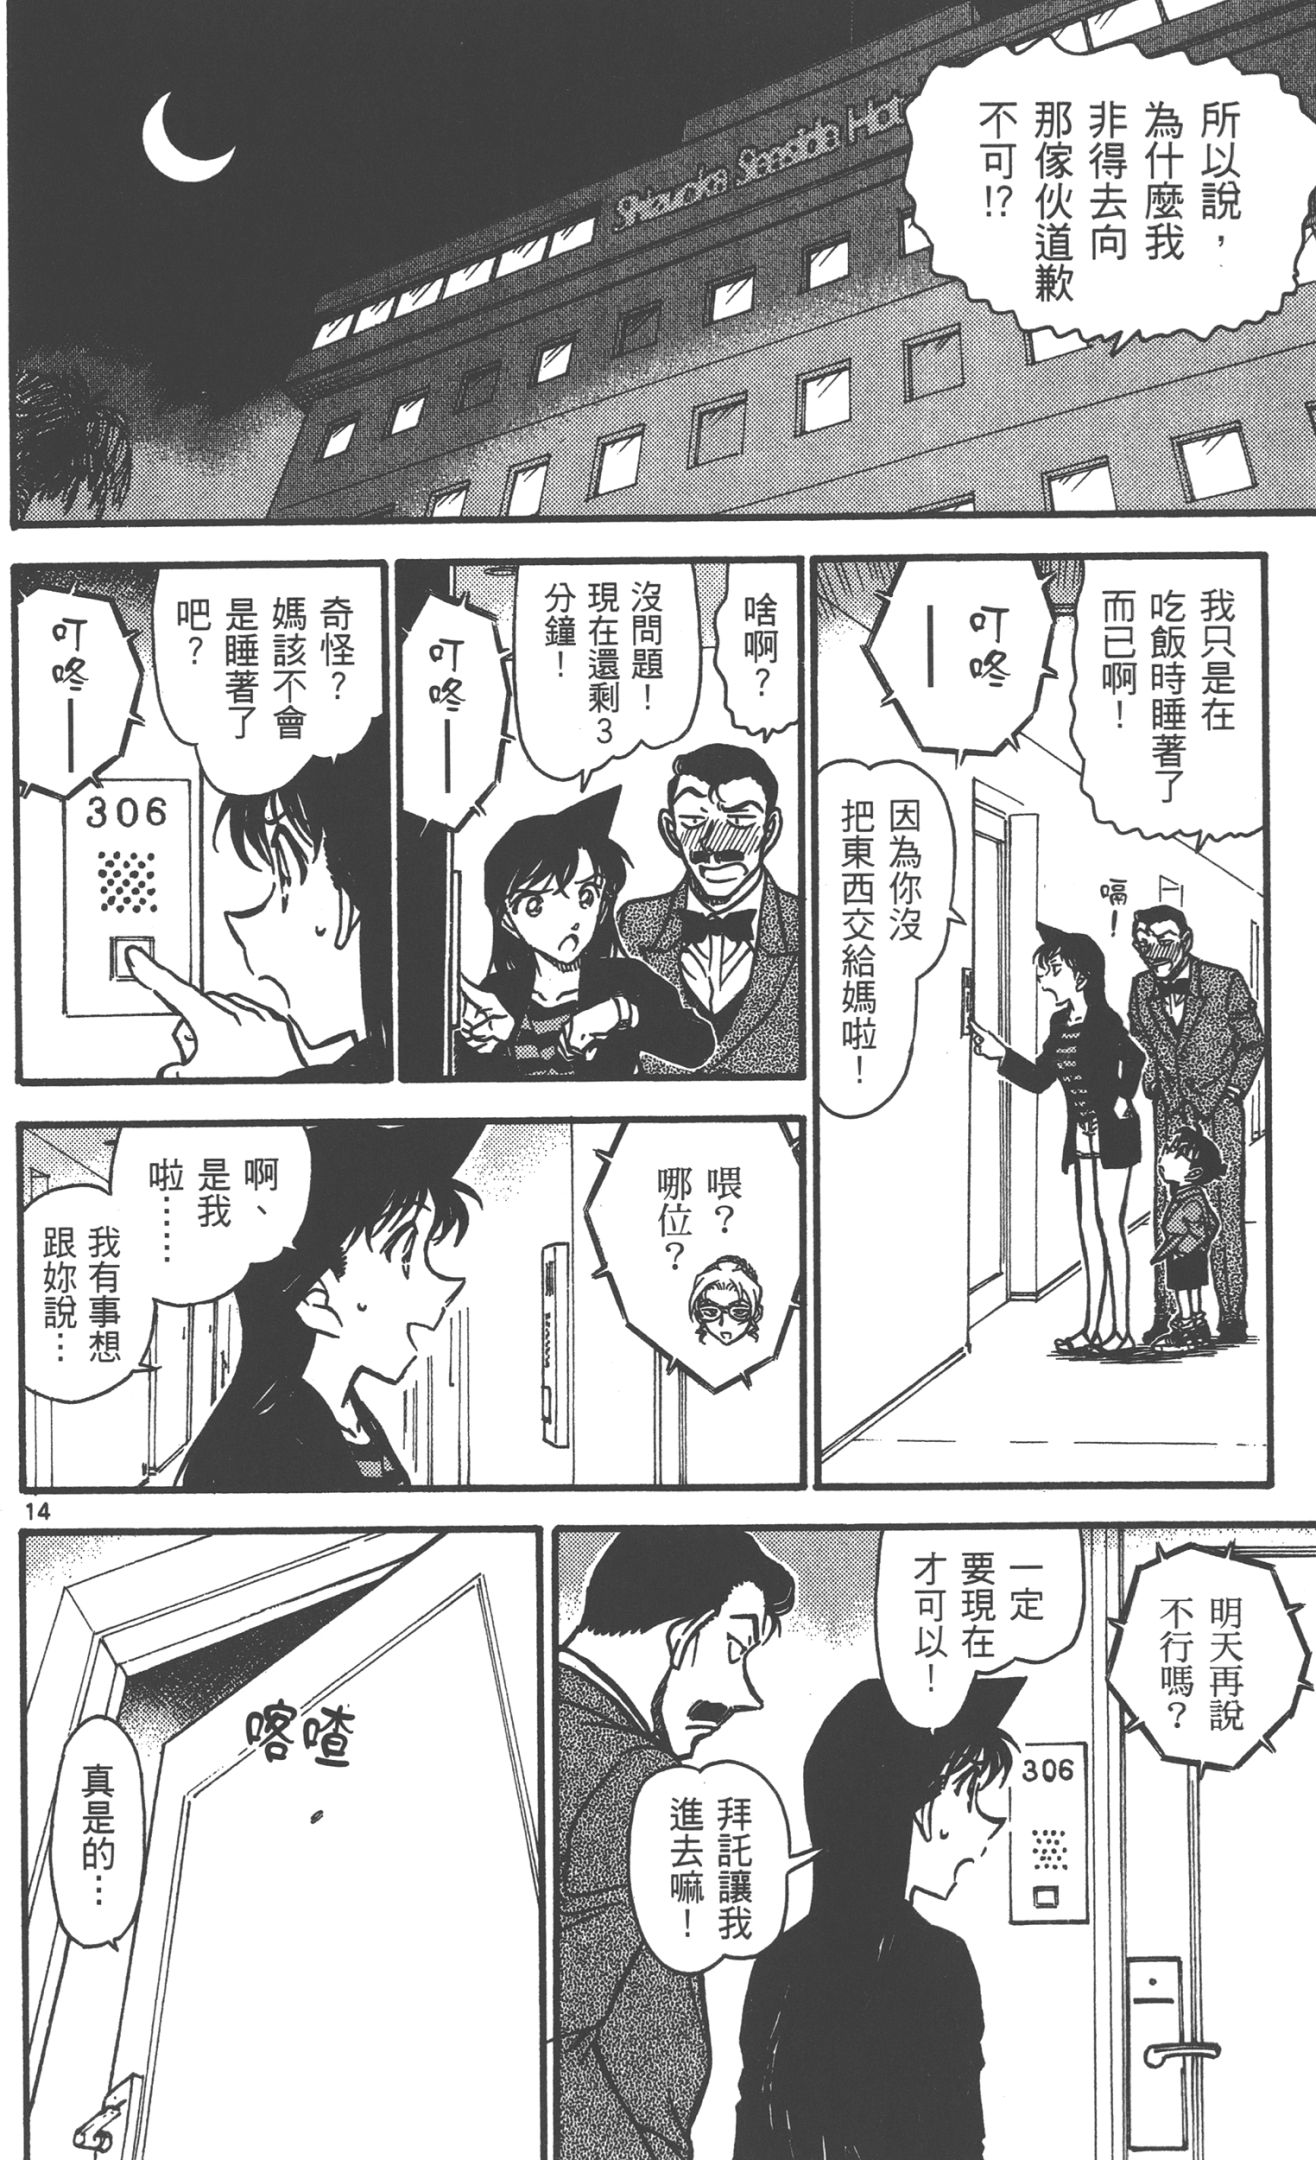 Shizuoka Seaside Hot
所以說，
為什麼我
非得去向
那傢伙道歉
不可!?
我只是在
吃飯時睡著了
而已啊！
叮咚
——
嗝！
因為你沒
把東西交給媽啦！
啥啊？
沒問題！
現在還剩3
分鐘！
叮咚——
奇怪？
媽該不會
是睡著了
吧？
叮咚——
306
喂？
哪位？
啊、
是我
啦……
我有事想
跟妳說…
14
明天再說
不行嗎？
一定
要現在
才可以！
306
拜託讓我
進去嘛！
喀喳
真是的…